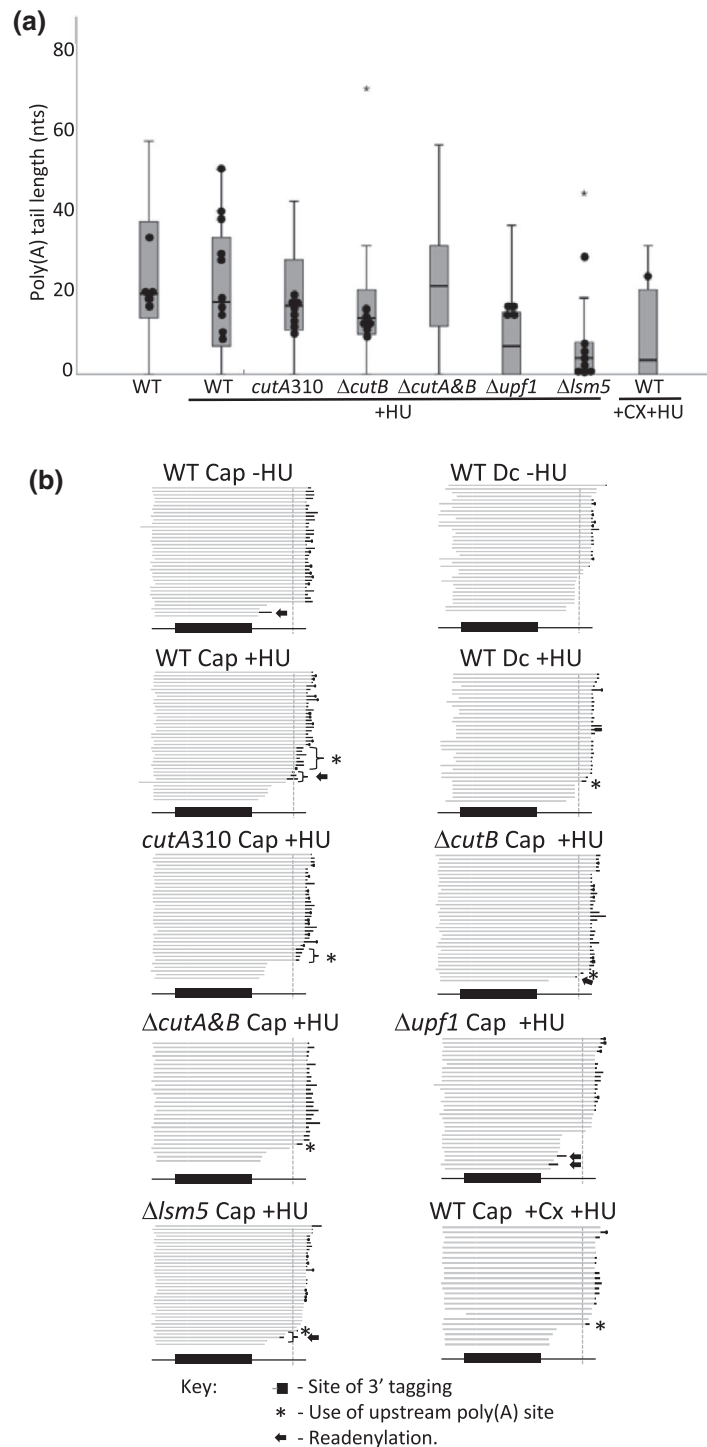 (a)
Poly(A) tail length (nts)
80
60
40
20
0
WT WT cutA310 ΔcutB ΔcutA&B Δupf1 Δlsm5 WT
+HU +CX+HU
*
*
(b)
WT Cap -HU WT Dc -HU
WT Cap +HU WT Dc +HU
*
*
cutA310 Cap +HU ΔcutB Cap +HU
*
*
ΔcutA&B Cap +HU Δupf1 Cap +HU
*
Δlsm5 Cap +HU WT Cap +Cx +HU
*
*
Key: - Site of 3' tagging
* - Use of upstream poly(A) site
- Readenylation.